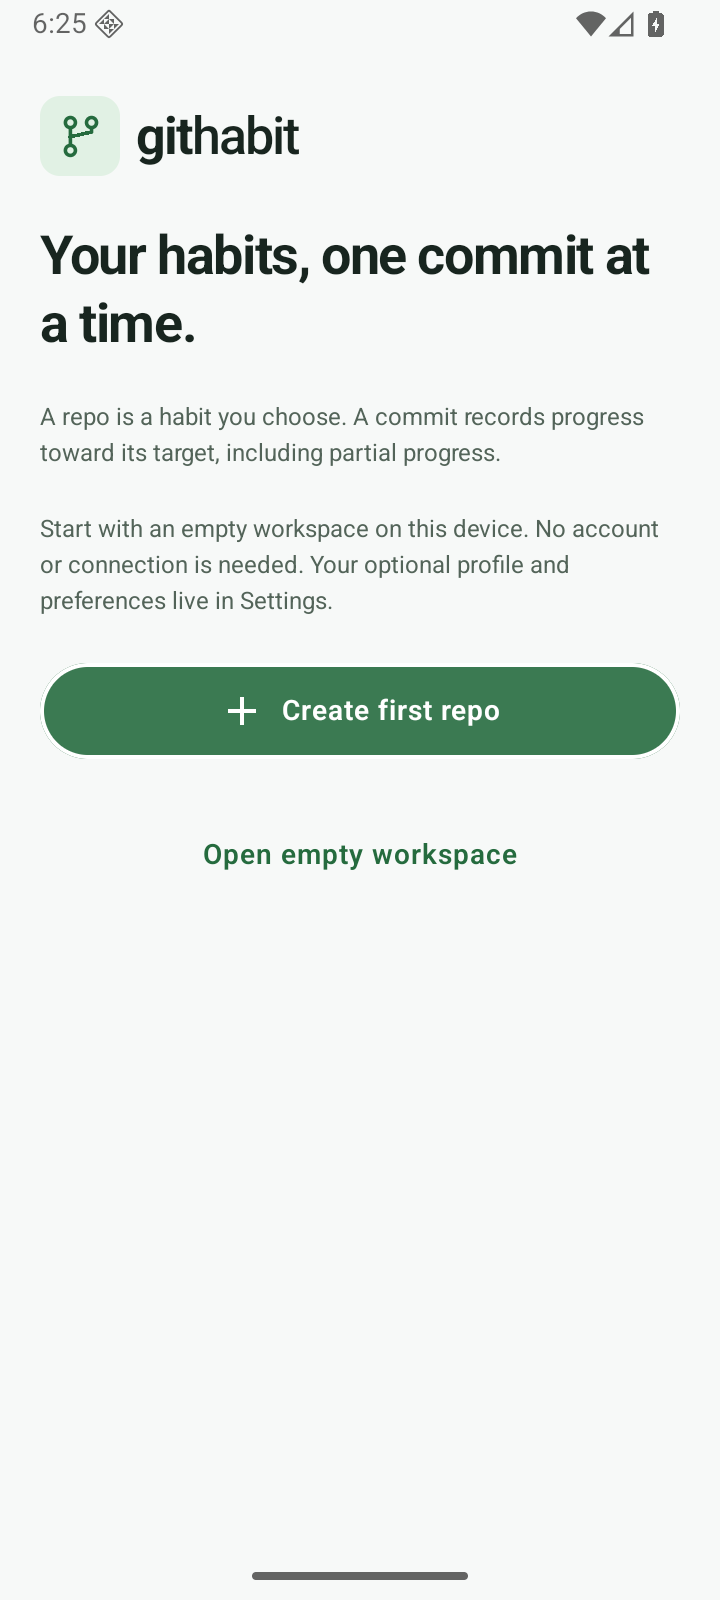 6:25
githabit
Your habits, one commit at
a time.
A repo is a habit you choose. A commit records progress
toward its target, including partial progress.
Start with an empty workspace on this device. No account
or connection is needed. Your optional profile and
preferences live in Settings.
Create first repo
Open empty workspace